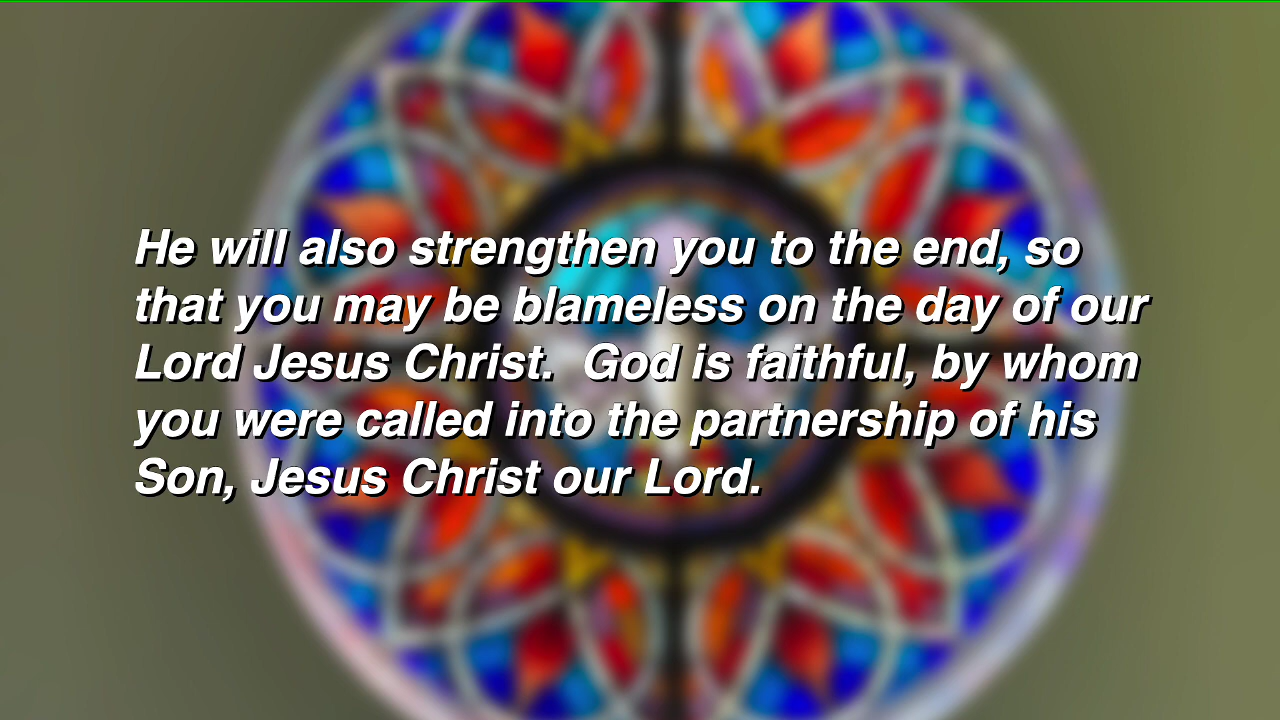 He will also strengthen you to the end, so
that you may be blameless on the day of our
Lord Jesus Christ.  God is faithful, by whom
you were called into the partnership of his
Son, Jesus Christ our Lord.